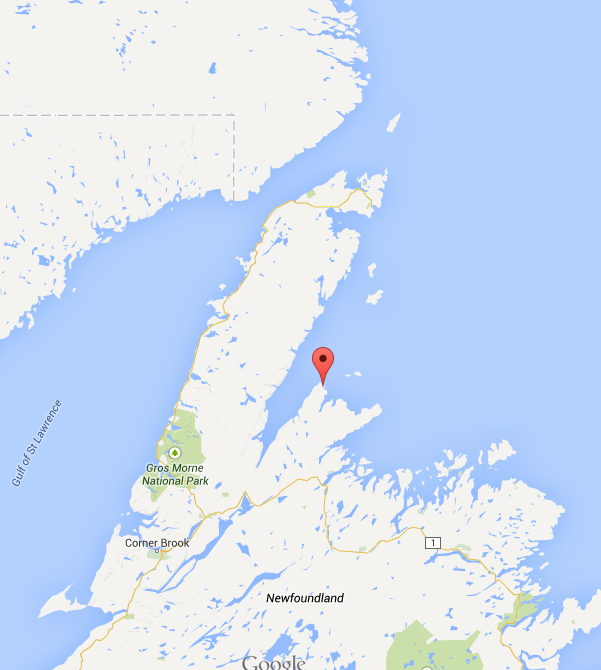 Gulf of St Lawrence
Gros Morne
National Park
Corner Brook
1
Newfoundland
Google